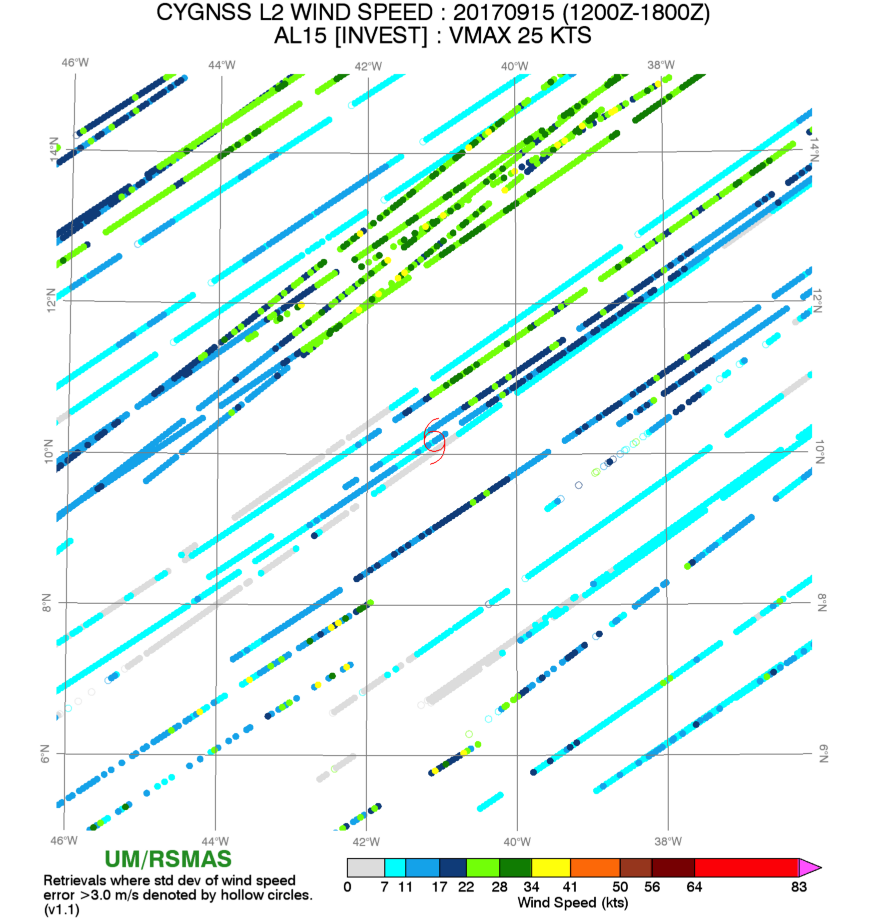 CYGNSS L2 WIND SPEED : 20170915 (1200Z-1800Z)
AL15 [INVEST] : VMAX 25 KTS
46°W 44°W 42°W 40°W 38°W
14°N 14°N
12°N 12°N
10°N 10°N
8°N 8°N
6°N 6°N
46°W 44°W 42°W 40°W 38°W
UM/RSMAS
Retrievals where std dev of wind speed
error >3.0 m/s denoted by hollow circles.
(v1.1)
0 7 11 17 22 28 34 41 50 56 64 83
Wind Speed (kts)